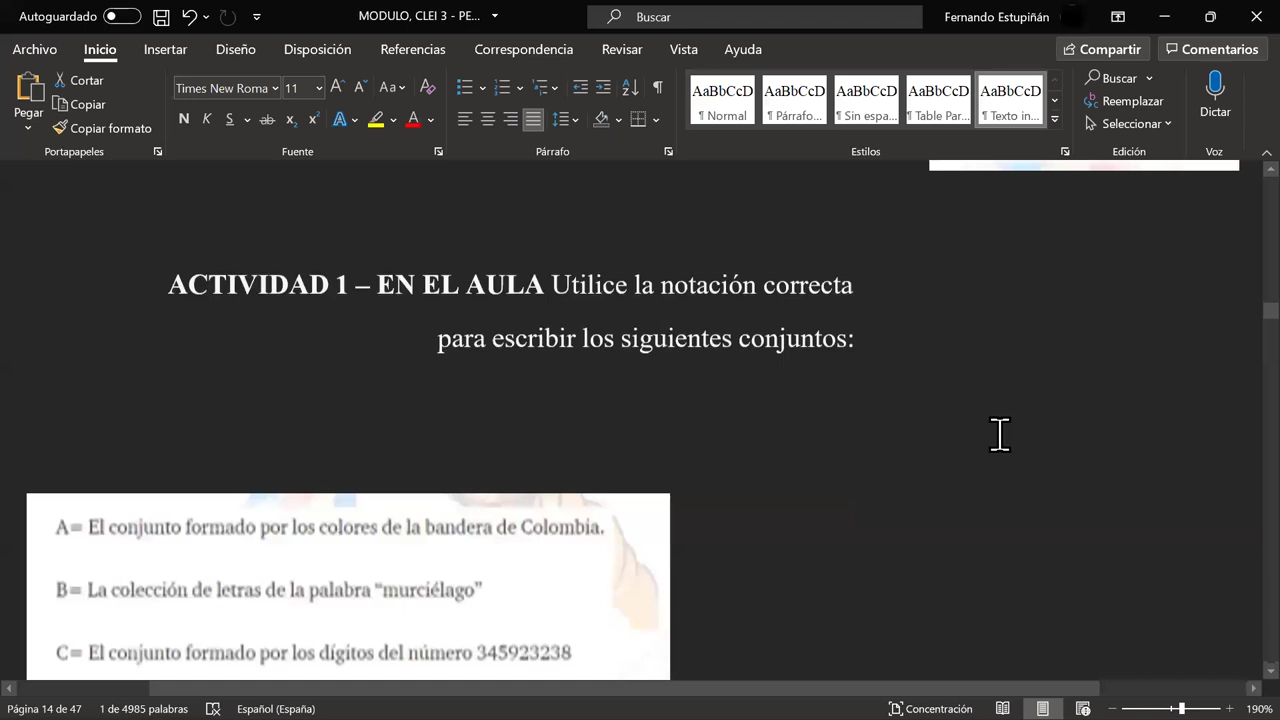 Autoguardado
MODULO, CLEI 3 - PE...
Buscar
Fernando Estupiñán
Archivo Inicio Insertar Diseño Disposición Referencias Correspondencia Revisar Vista Ayuda
Compartir Comentarios
Pegar
Cortar
Copiar
Copiar formato
Portapapeles
Times New Roma 11
N K S ab x₂ x²
Fuente
Párrafo
AaBbCcD AaBbCcD AaBbCcD AaBbCcD AaBbCcD
¶ Normal ¶ Párrafo... ¶ Sin espa... ¶ Table Par... ¶ Texto in...
Estilos
Buscar
Reemplazar
Seleccionar
Edición
Dictar
Voz
ACTIVIDAD 1 – EN EL AULA Utilice la notación correcta
para escribir los siguientes conjuntos:
A= El conjunto formado por los colores de la bandera de Colombia.
B= La colección de letras de la palabra “murciélago”
C= El conjunto formado por los dígitos del número 345923238
Página 14 de 47 1 de 4985 palabras Español (España) Concentración 190%